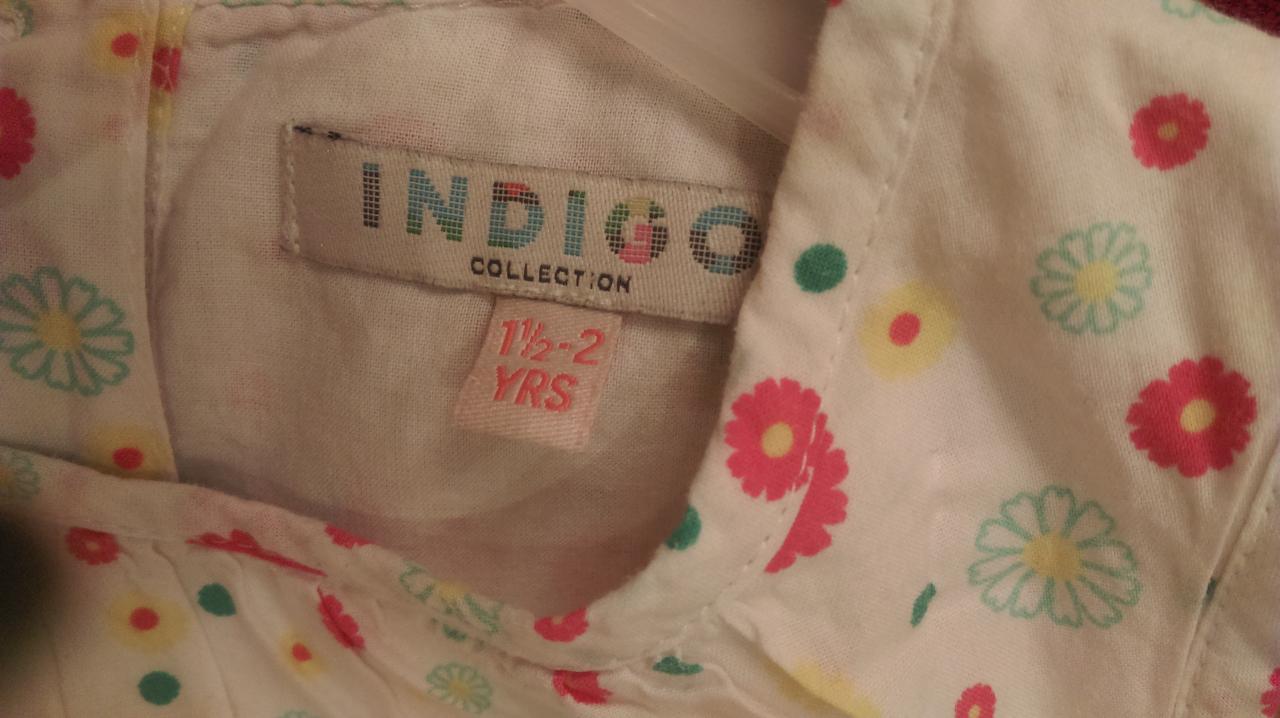 INDIGO
COLLECTION
1½-2
YRS